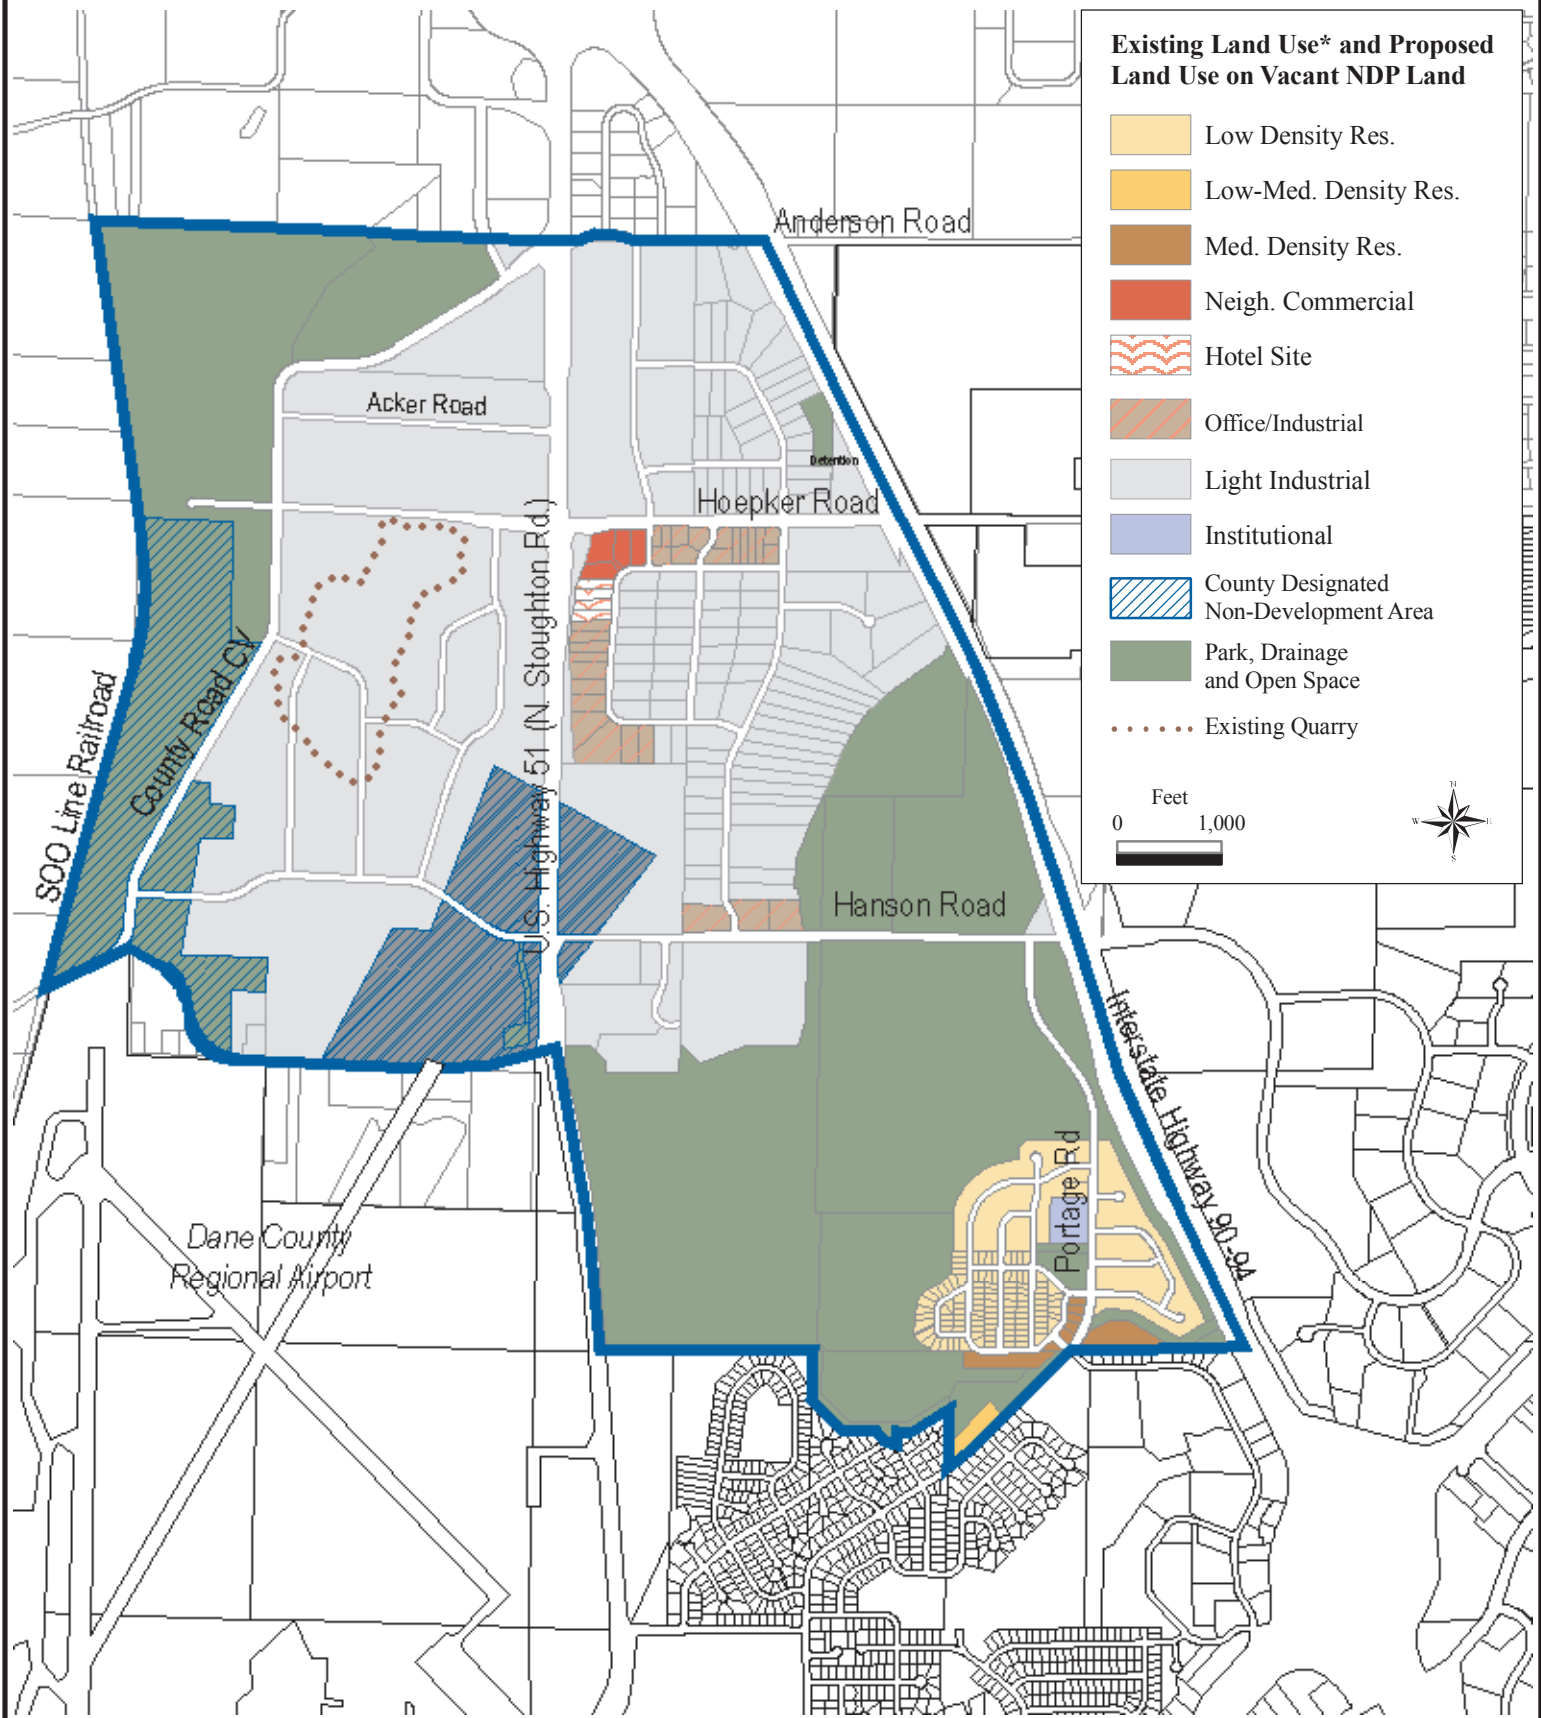 Existing Land Use* and Proposed
Land Use on Vacant NDP Land
Low Density Res.
Low-Med. Density Res.
Med. Density Res.
Neigh. Commercial
Hotel Site
Office/Industrial
Light Industrial
Institutional
County Designated
Non-Development Area
Park, Drainage
and Open Space
Existing Quarry
Feet
0 1,000
N
W E
S
Anderson Road
Acker Road
Detention
Hoepker Road
U.S. Highway 51 (N. Stoughton Rd.)
County Road CV
SOO Line Railroad
Hanson Road
Interstate Highway 90-94
Portage Rd
Dane County
Regional Airport